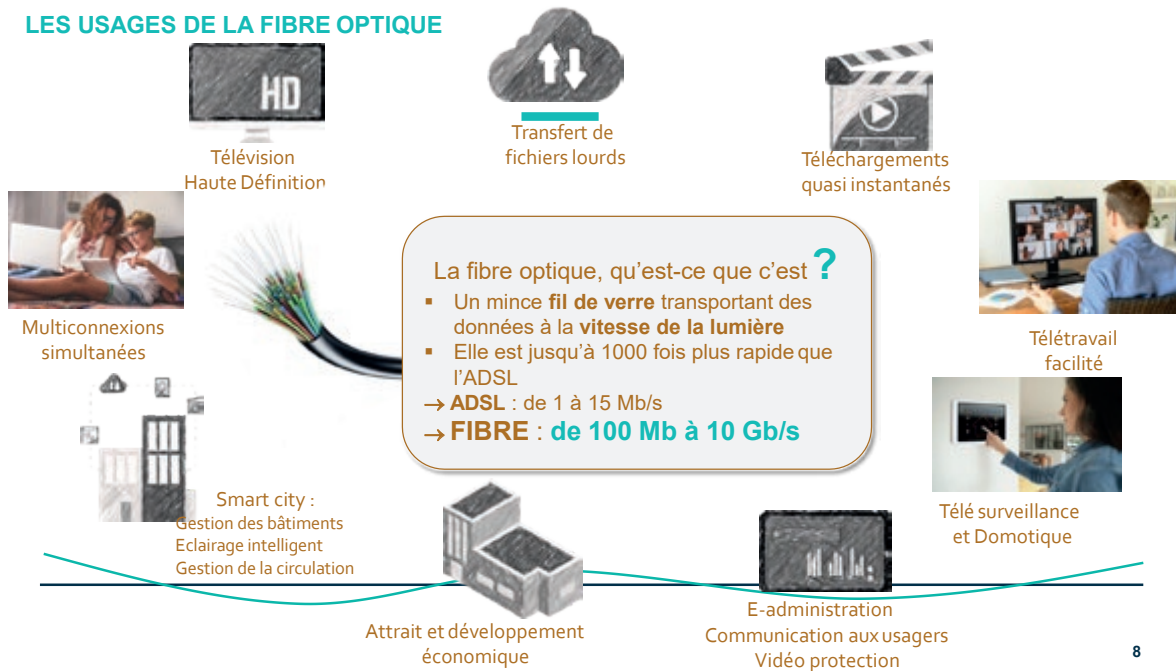 LES USAGES DE LA FIBRE OPTIQUE
HD
Télévision
Haute Définition
Transfert de
fichiers lourds
Téléchargements
quasi instantanés
Multiconnexions
simultanées
La fibre optique, qu’est-ce que c’est ?
▪ Un mince fil de verre transportant des
données à la vitesse de la lumière
▪ Elle est jusqu’à 1000 fois plus rapide que
l’ADSL
→ ADSL : de 1 à 15 Mb/s
→ FIBRE : de 100 Mb à 10 Gb/s
Télétravail
facilité
Smart city :
Gestion des bâtiments
Eclairage intelligent
Gestion de la circulation
Télé surveillance
et Domotique
Attrait et développement
économique
E-administration
Communication aux usagers
Vidéo protection
8